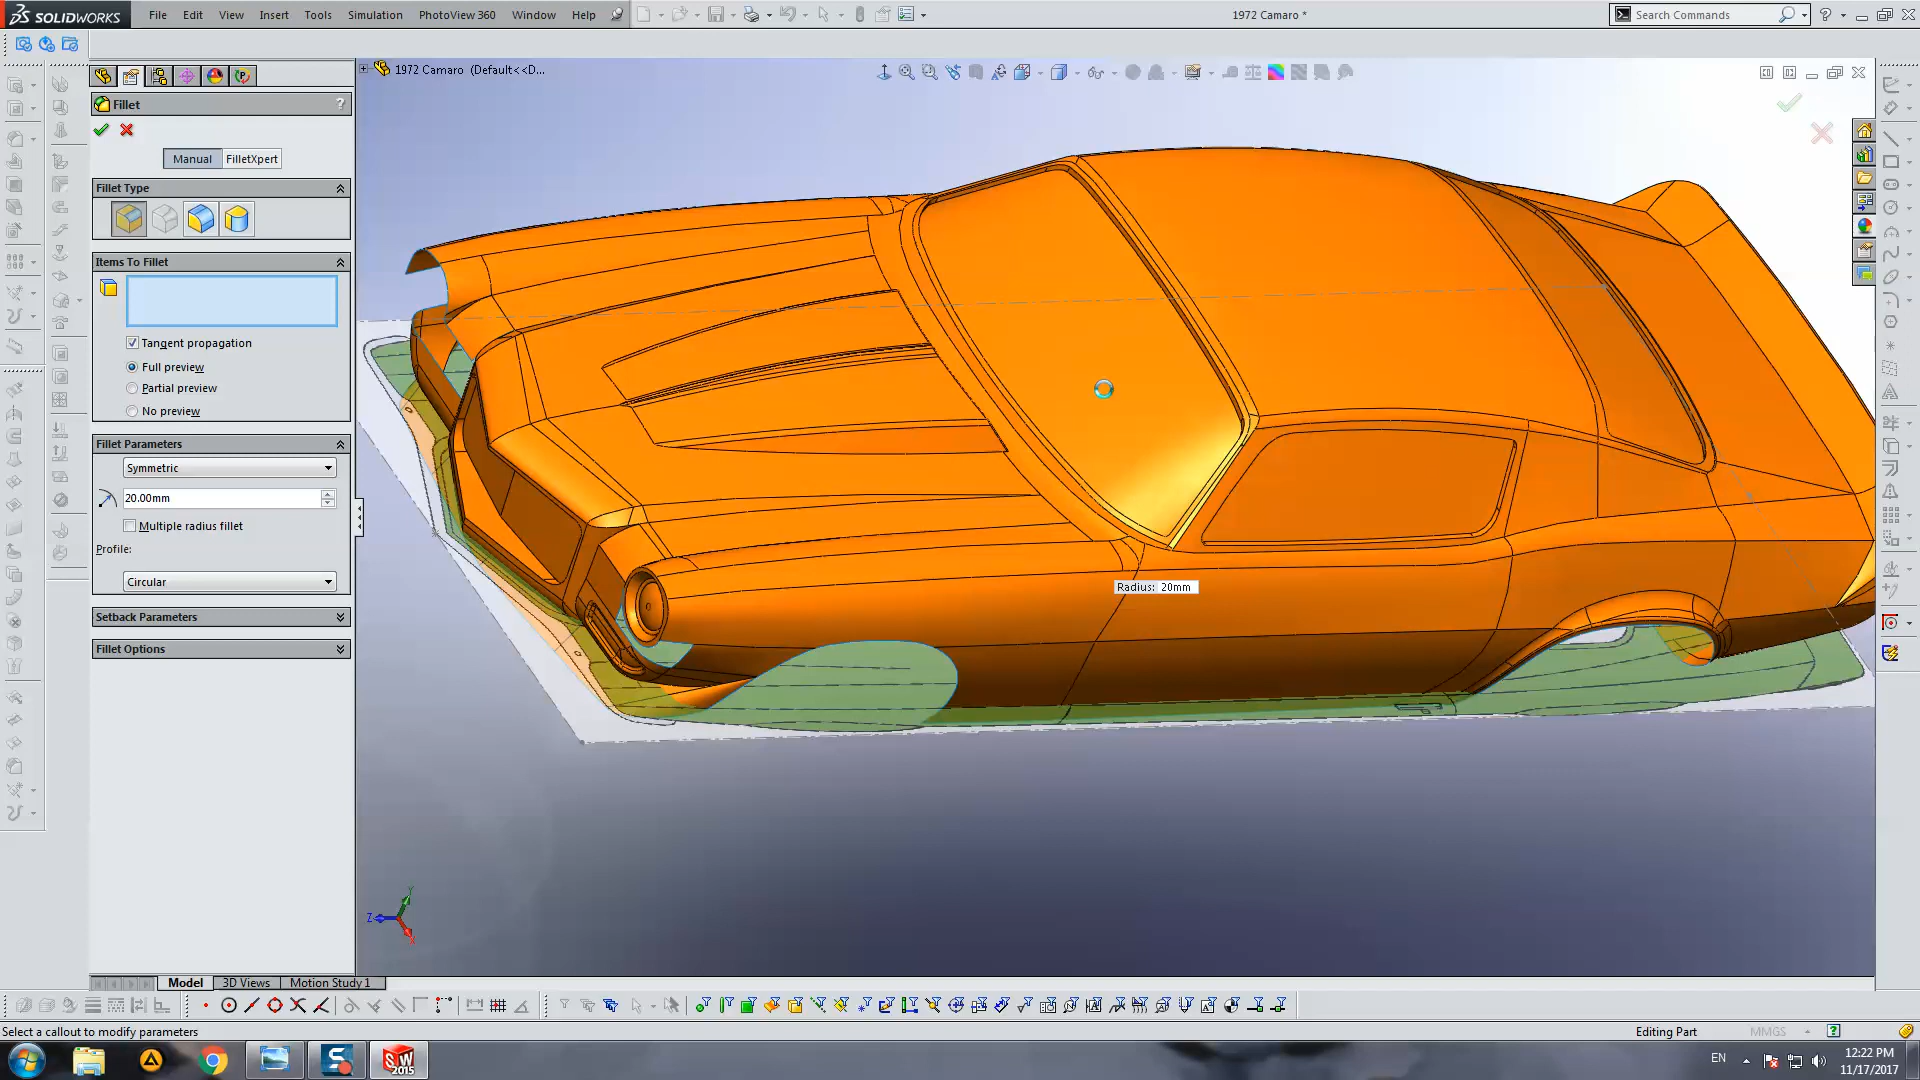 SOLIDWORKS
File Edit View Insert Tools Simulation PhotoView 360 Window Help
1972 Camaro *
Search Commands
1972 Camaro (Default<<D...
Fillet
?
Manual FilletXpert
Fillet Type
Items To Fillet
Tangent propagation
Full preview
Partial preview
No preview
Fillet Parameters
Symmetric
20.00mm
Multiple radius fillet
Profile:
Circular
Setback Parameters
Fillet Options
Radius: 20mm
Y
Z
X
Model 3D Views Motion Study 1
Select a callout to modify parameters
Editing Part
MMGS
SW
2015
EN
12:22 PM
11/17/2017